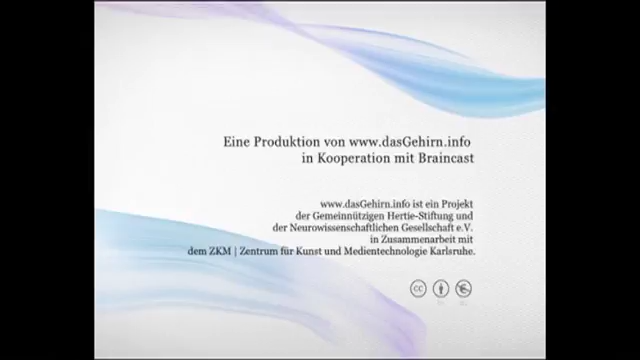 Eine Produktion von www.dasGehirn.info
in Kooperation mit Braincast
www.dasGehirn.info ist ein Projekt
der Gemeinnützigen Hertie-Stiftung und
der Neurowissenschaftlichen Gesellschaft e.V.
in Zusammenarbeit mit
dem ZKM | Zentrum für Kunst und Medientechnologie Karlsruhe.
cc